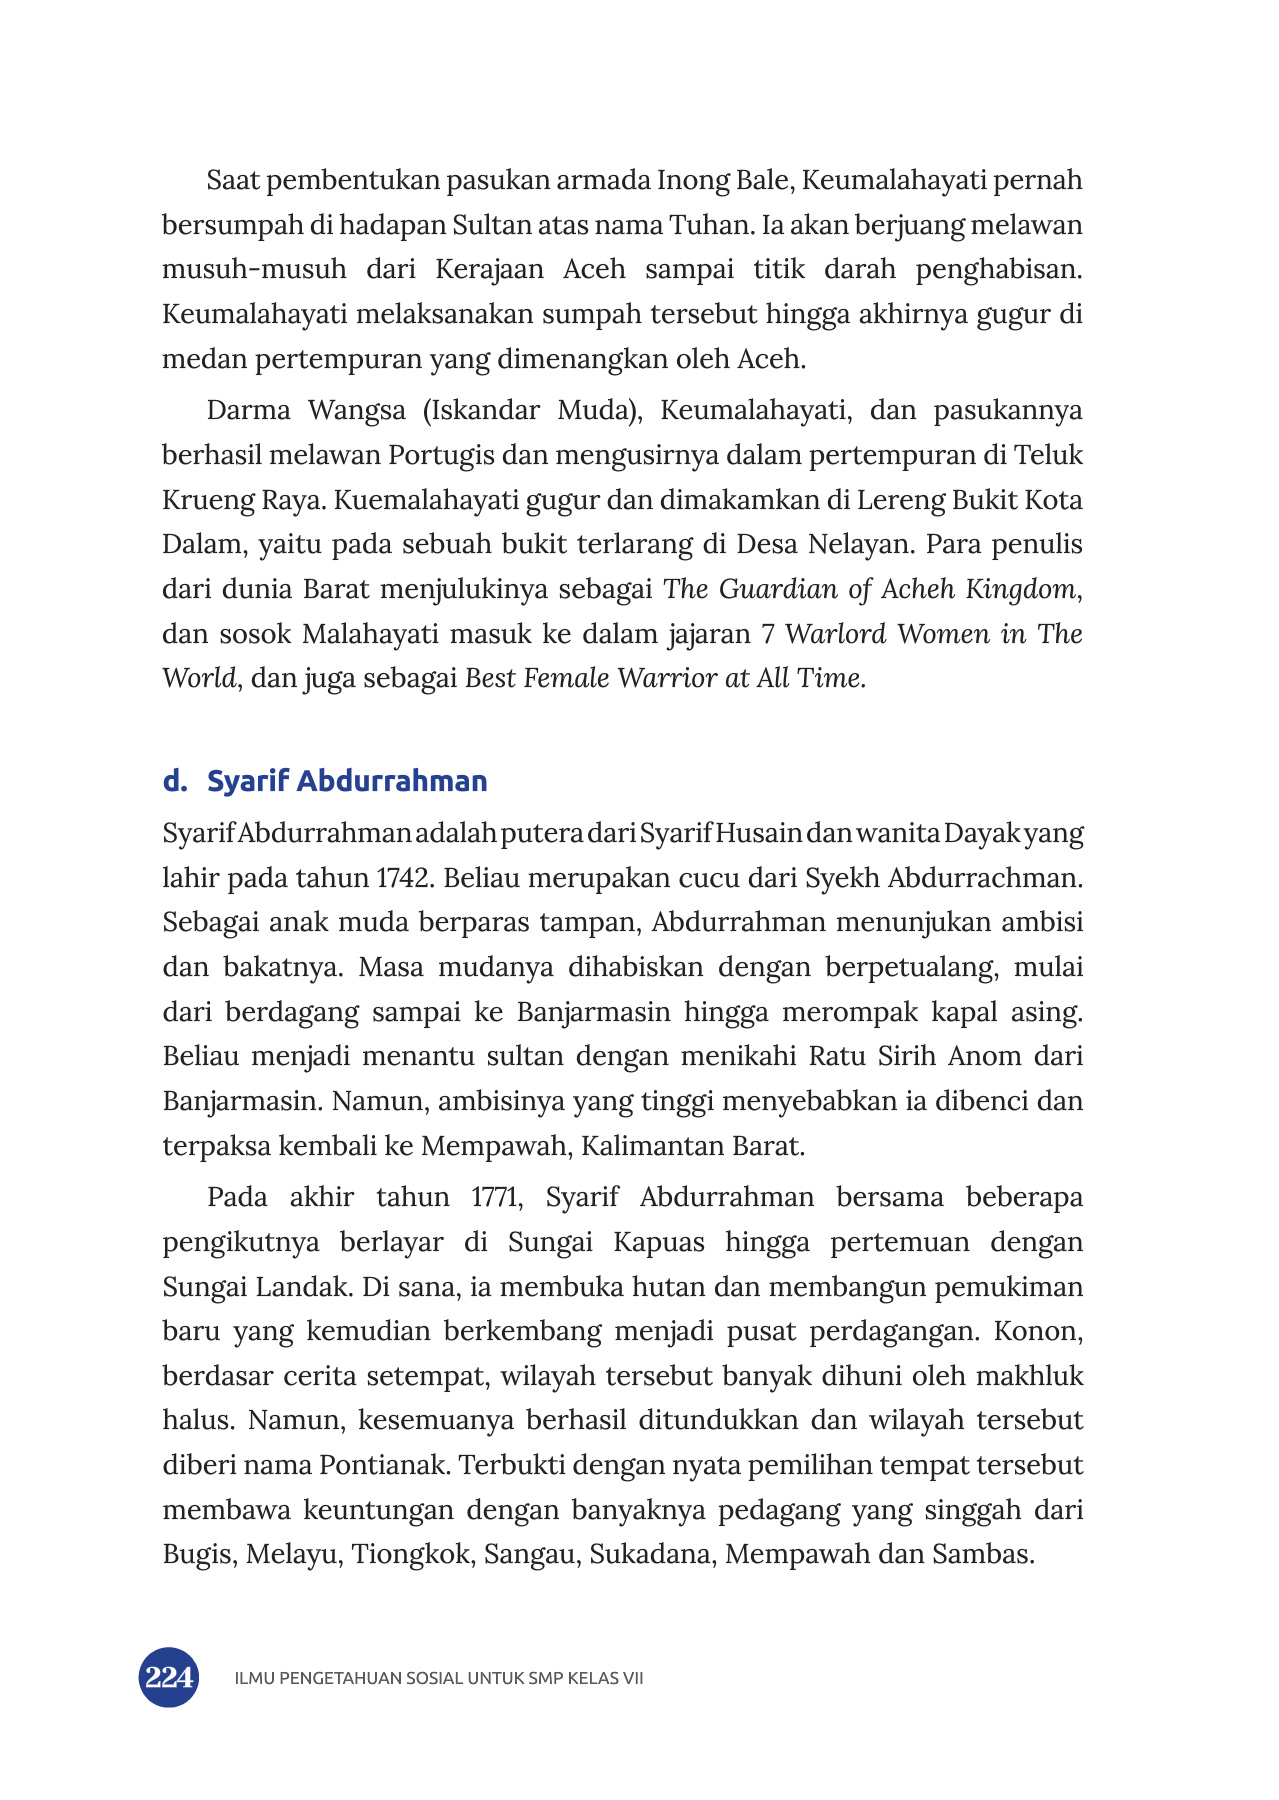 Saat pembentukan pasukan armada Inong Bale, Keumalahayati pernah
bersumpah di hadapan Sultan atas nama Tuhan. Ia akan berjuang melawan
musuh-musuh dari Kerajaan Aceh sampai titik darah penghabisan.
Keumalahayati melaksanakan sumpah tersebut hingga akhirnya gugur di
medan pertempuran yang dimenangkan oleh Aceh.
Darma Wangsa (Iskandar Muda), Keumalahayati, dan pasukannya
berhasil melawan Portugis dan mengusirnya dalam pertempuran di Teluk
Krueng Raya. Kuemalahayati gugur dan dimakamkan di Lereng Bukit Kota
Dalam, yaitu pada sebuah bukit terlarang di Desa Nelayan. Para penulis
dari dunia Barat menjulukinya sebagai The Guardian of Acheh Kingdom,
dan sosok Malahayati masuk ke dalam jajaran 7 Warlord Women in The
World, dan juga sebagai Best Female Warrior at All Time.
d. Syarif Abdurrahman
Syarif Abdurrahman adalah putera dari Syarif Husain dan wanita Dayak yang
lahir pada tahun 1742. Beliau merupakan cucu dari Syekh Abdurrachman.
Sebagai anak muda berparas tampan, Abdurrahman menunjukan ambisi
dan bakatnya. Masa mudanya dihabiskan dengan berpetualang, mulai
dari berdagang sampai ke Banjarmasin hingga merompak kapal asing.
Beliau menjadi menantu sultan dengan menikahi Ratu Sirih Anom dari
Banjarmasin. Namun, ambisinya yang tinggi menyebabkan ia dibenci dan
terpaksa kembali ke Mempawah, Kalimantan Barat.
Pada akhir tahun 1771, Syarif Abdurrahman bersama beberapa
pengikutnya berlayar di Sungai Kapuas hingga pertemuan dengan
Sungai Landak. Di sana, ia membuka hutan dan membangun pemukiman
baru yang kemudian berkembang menjadi pusat perdagangan. Konon,
berdasar cerita setempat, wilayah tersebut banyak dihuni oleh makhluk
halus. Namun, kesemuanya berhasil ditundukkan dan wilayah tersebut
diberi nama Pontianak. Terbukti dengan nyata pemilihan tempat tersebut
membawa keuntungan dengan banyaknya pedagang yang singgah dari
Bugis, Melayu, Tiongkok, Sangau, Sukadana, Mempawah dan Sambas.
224 ILMU PENGETAHUAN SOSIAL UNTUK SMP KELAS VII